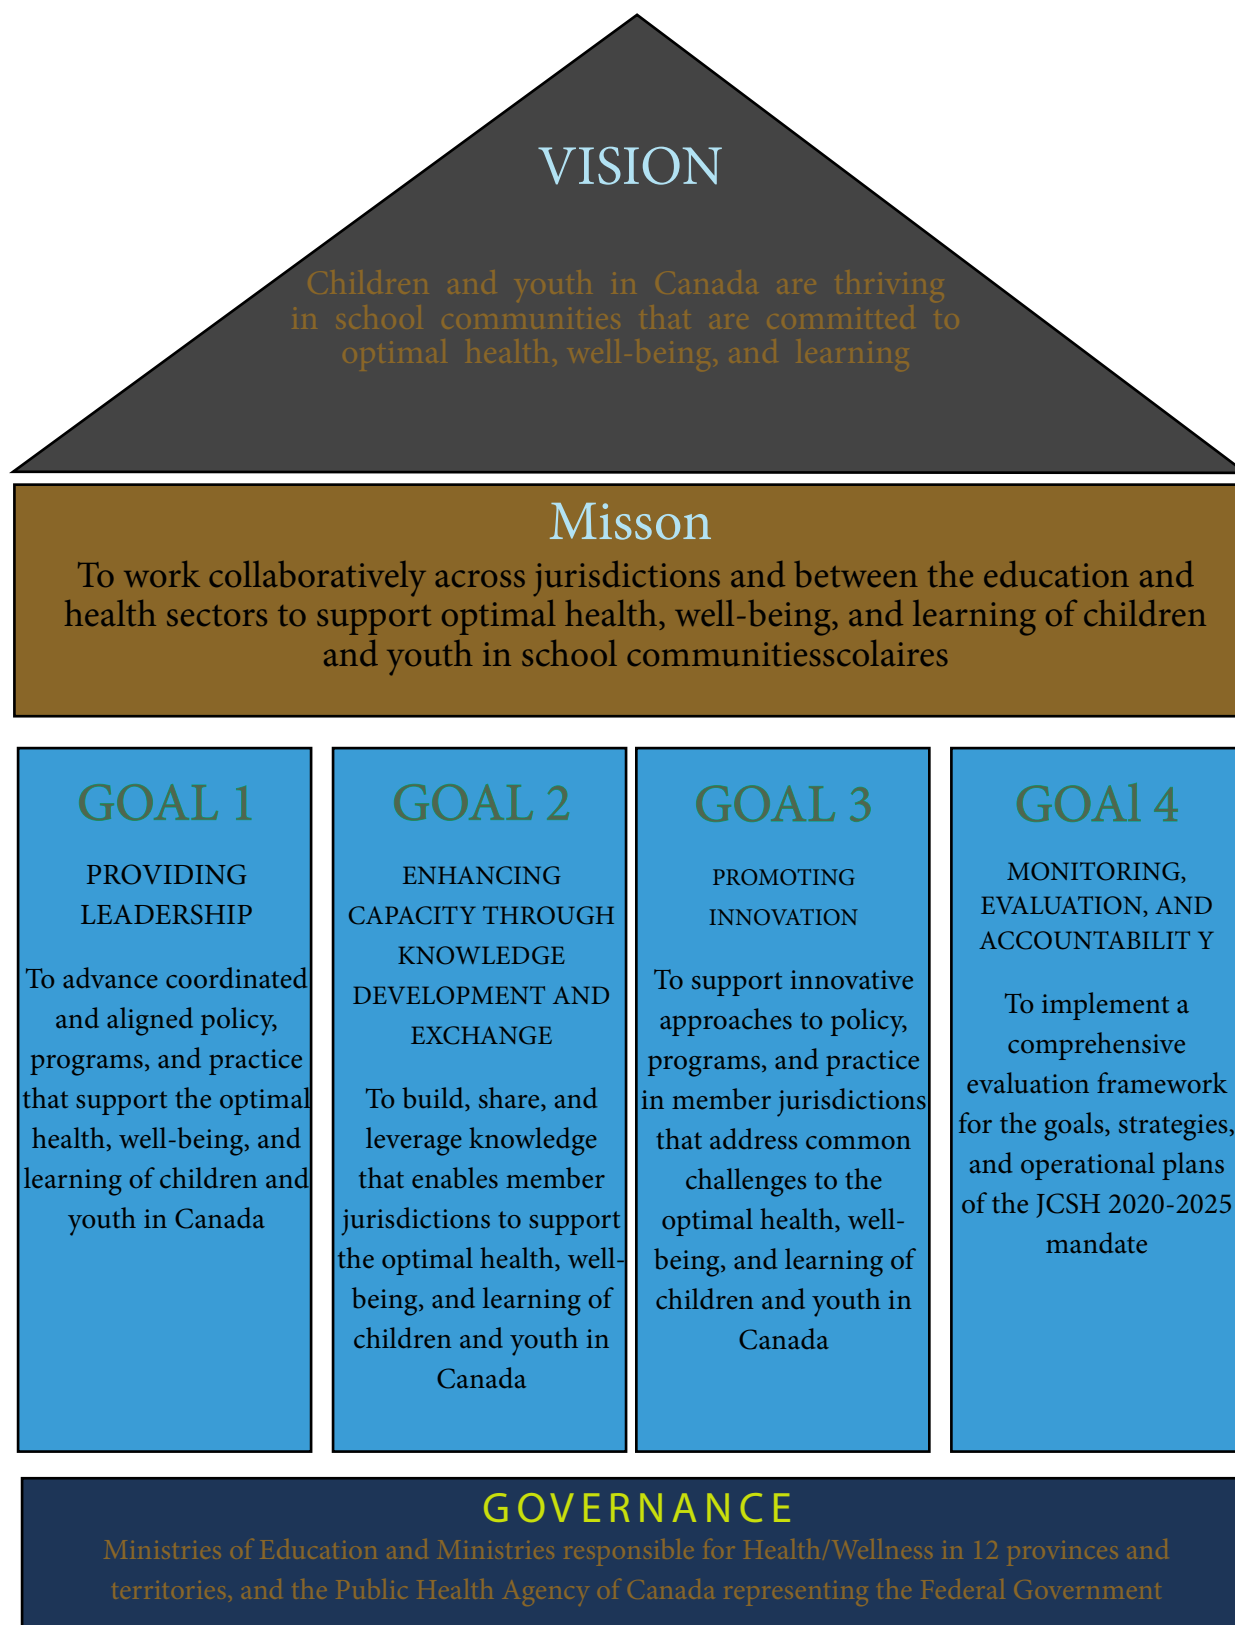 VISION
Children and youth in Canada are thriving
in school communities that are committed to
optimal health, well-being, and learning
Misson
To work collaboratively across jurisdictions and between the education and
health sectors to support optimal health, well-being, and learning of children
and youth in school communitiesscolaires
GOAL 1
PROVIDING
LEADERSHIP
To advance coordinated
and aligned policy,
programs, and practice
that support the optimal
health, well-being, and
learning of children and
youth in Canada
GOAL 2
ENHANCING
CAPACITY THROUGH
KNOWLEDGE
DEVELOPMENT AND
EXCHANGE
To build, share, and
leverage knowledge
that enables member
jurisdictions to support
the optimal health, well-
being, and learning of
children and youth in
Canada
GOAL 3
PROMOTING
INNOVATION
To support innovative
approaches to policy,
programs, and practice
in member jurisdictions
that address common
challenges to the
optimal health, well-
being, and learning of
children and youth in
Canada
GOAl 4
MONITORING,
EVALUATION, AND
ACCOUNTABILIT Y
To implement a
comprehensive
evaluation framework
for the goals, strategies,
and operational plans
of the JCSH 2020-2025
mandate
GOVERNANCE
Ministries of Education and Ministries responsible for Health/Wellness in 12 provinces and
territories, and the Public Health Agency of Canada representing the Federal Government